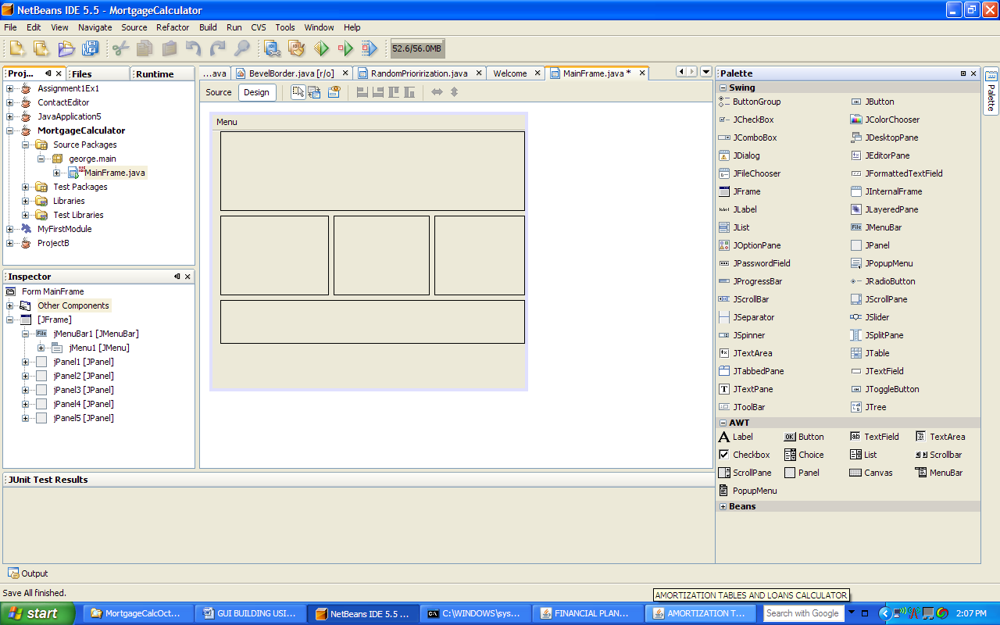 NetBeans IDE 5.5 - MortgageCalculator
File Edit View Navigate Source Refactor Build Run CVS Tools Window Help
52.6/56.0MB
Proj... Files Runtime
Assignment1Ex1
ContactEditor
JavaApplication5
MortgageCalculator
Source Packages
george.main
MainFrame.java
Test Packages
Libraries
Test Libraries
MyFirstModule
ProjectB
Inspector
Form MainFrame
Other Components
[JFrame]
jMenuBar1 [JMenuBar]
jMenu1 [JMenu]
jPanel1 [JPanel]
jPanel2 [JPanel]
jPanel3 [JPanel]
jPanel4 [JPanel]
jPanel5 [JPanel]
...ava BevelBorder.java [r/o] RandomPriorirization.java Welcome MainFrame.java *
Source Design
Menu
Palette
Swing
ButtonGroup JButton
JCheckBox JColorChooser
JComboBox JDesktopPane
JDialog JEditorPane
JFileChooser JFormattedTextField
JFrame JInternalFrame
JLabel JLayeredPane
JList JMenuBar
JOptionPane JPanel
JPasswordField JPopupMenu
JProgressBar JRadioButton
JScrollBar JScrollPane
JSeparator JSlider
JSpinner JSplitPane
JTextArea JTable
JTabbedPane JTextField
JTextPane JToggleButton
JToolBar JTree
AWT
Label Button TextField TextArea
Checkbox Choice List Scrollbar
ScrollPane Panel Canvas MenuBar
PopupMenu
Beans
Palette
JUnit Test Results
Output
Save All finished.
AMORTIZATION TABLES AND LOANS CALCULATOR
start MortgageCalcOct... GUI BUILDING USI... NetBeans IDE 5.5 ... C:\WINDOWS\sys... FINANCIAL PLAN... AMORTIZATION T... Search with Google 2:07 PM